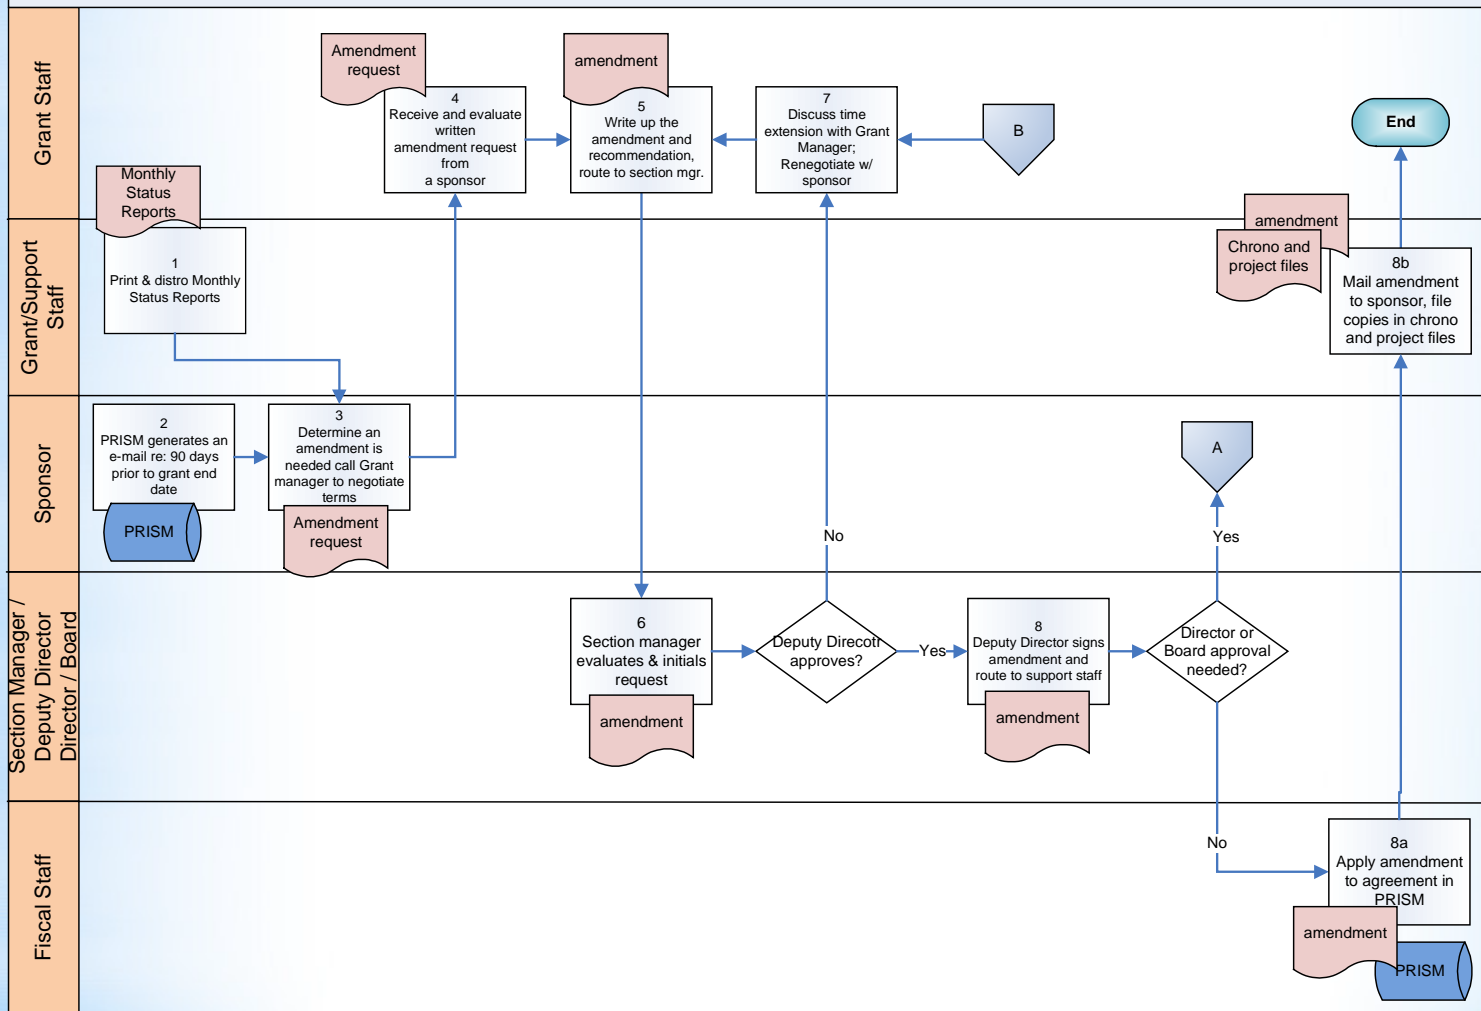 Grant Staff
Amendment
request
4
Receive and evaluate
written
amendment request
from
a sponsor
amendment
5
Write up the
amendment and
recommendation,
route to section mgr.
7
Discuss time
extension with Grant
Manager;
Renegotiate w/
sponsor
B
End
Grant/Support
Staff
Monthly
Status
Reports
1
Print & distro Monthly
Status Reports
amendment
Chrono and
project files
8b
Mail amendment
to sponsor, file
copies in chrono
and project files
Sponsor
2
PRISM generates an
e-mail re: 90 days
prior to grant end
date
PRISM
3
Determine an
amendment is
needed call Grant
manager to negotiate
terms
Amendment
request
No
A
Yes
Section Manager /
Deputy Director
Director / Board
6
Section manager
evaluates & initials
request
amendment
Deputy Direcotr
approves?
Yes
8
Deputy Director signs
amendment and
route to support staff
amendment
Director or
Board approval
needed?
Fiscal Staff
No
8a
Apply amendment
to agreement in
PRISM
amendment
PRISM